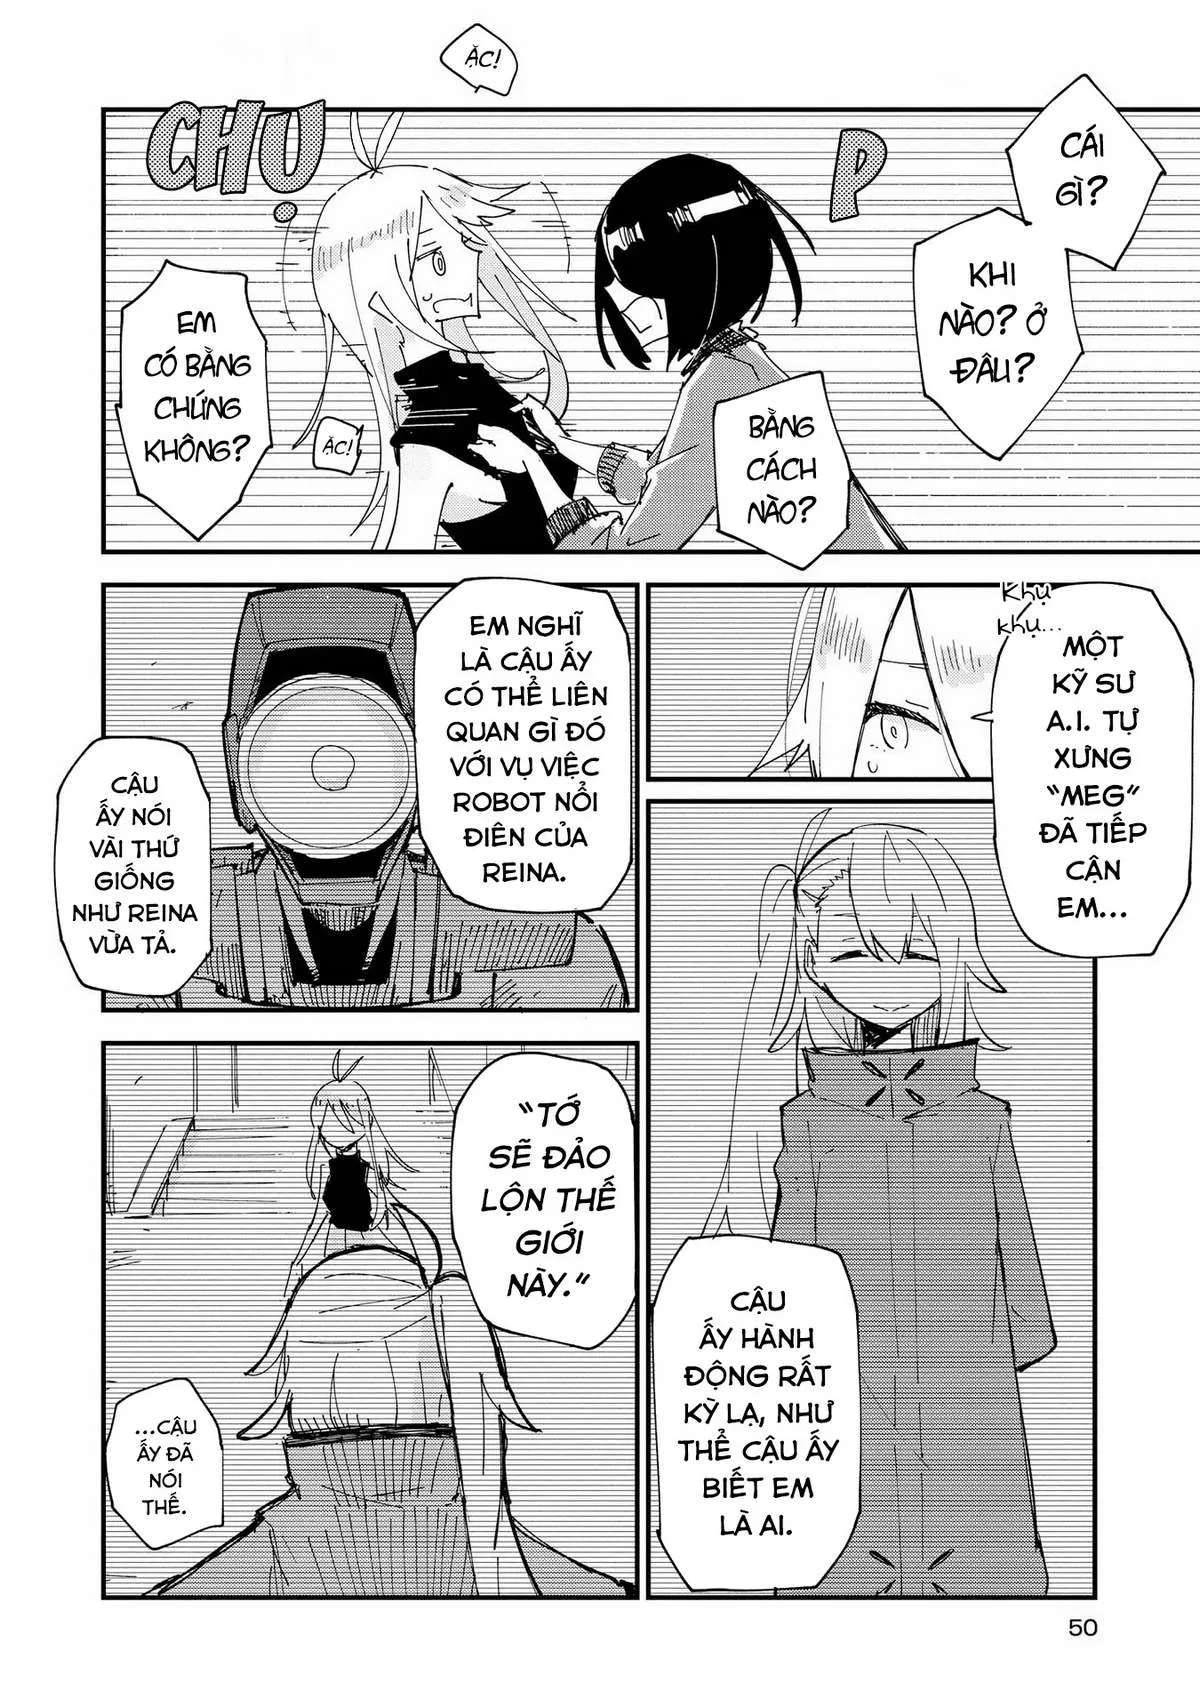 ẶC!
CÁI
GÌ?
KHI
NÀO? Ở
ĐÂU?
CHỤ
P
BẰNG
CÁCH
NÀO?
ẶC!
EM
CÓ BẰNG
CHỨNG
KHÔNG?
KHỤ
KHỤ...
MỘT
KỸ SƯ
A.I. TỰ
XƯNG
“MEG”
ĐÃ TIẾP
CẬN
EM...
CẬU
ẤY HÀNH
ĐỘNG RẤT
KỲ LẠ, NHƯ
THỂ CẬU ẤY
BIẾT EM
LÀ AI.
EM NGHĨ
LÀ CẬU ẤY
CÓ THỂ LIÊN
QUAN GÌ ĐÓ
VỚI VỤ VIỆC
ROBOT NỔI
ĐIÊN CỦA
REINA.
CẬU
ẤY NÓI
VÀI THỨ
GIỐNG
NHƯ REINA
VỪA TẢ.
“TỚ
SẼ ĐẢO
LỘN THẾ
GIỚI
NÀY.“
...CẬU
ẤY ĐÃ
NÓI
THẾ.
50